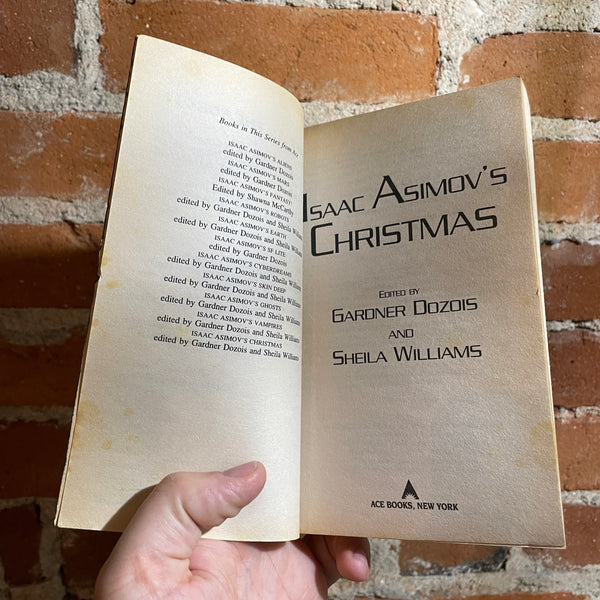 Books in This Series from Ace
ISAAC ASIMOV'S ALIENS
edited by Gardner Dozois
ISAAC ASIMOV'S MARS
edited by Gardner Dozois
ISAAC ASIMOV'S FANTASY!
Edited by Shawna McCarthy
ISAAC ASIMOV'S ROBOTS
edited by Gardner Dozois and Sheila Williams
ISAAC ASIMOV'S EARTH
edited by Gardner Dozois and Sheila Williams
ISAAC ASIMOV'S SF LITE
edited by Gardner Dozois
ISAAC ASIMOV'S CYBERDREAMS
edited by Gardner Dozois and Sheila Williams
ISAAC ASIMOV'S SKIN DEEP
edited by Gardner Dozois and Sheila Williams
ISAAC ASIMOV'S GHOSTS
edited by Gardner Dozois and Sheila Williams
ISAAC ASIMOV'S VAMPIRES
edited by Gardner Dozois and Sheila Williams
ISAAC ASIMOV'S CHRISTMAS
edited by Gardner Dozois and Sheila Williams
ISAAC ASIMOV'S
CHRISTMAS
EDITED BY
GARDNER DOZOIS
AND
SHEILA WILLIAMS
ACE BOOKS, NEW YORK